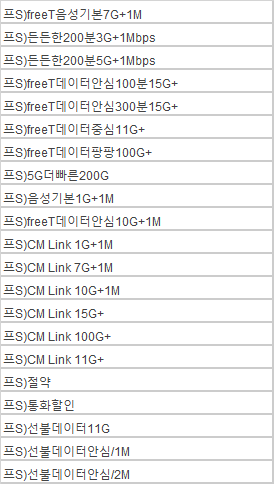 프S)freeT음성기본7G+1M
프S)든든한200분3G+1Mbps
프S)든든한200분5G+1Mbps
프S)freeT데이터안심100분15G+
프S)freeT데이터안심300분15G+
프S)freeT데이터중심11G+
프S)freeT데이터팡팡100G+
프S)5G더빠른200G
프S)음성기본1G+1M
프S)freeT데이터안심10G+1M
프S)CM Link 1G+1M
프S)CM Link 7G+1M
프S)CM Link 10G+1M
프S)CM Link 15G+
프S)CM Link 100G+
프S)CM Link 11G+
프S)절약
프S)통화할인
프S)선불데이터11G
프S)선불데이터안심/1M
프S)선불데이터안심/2M